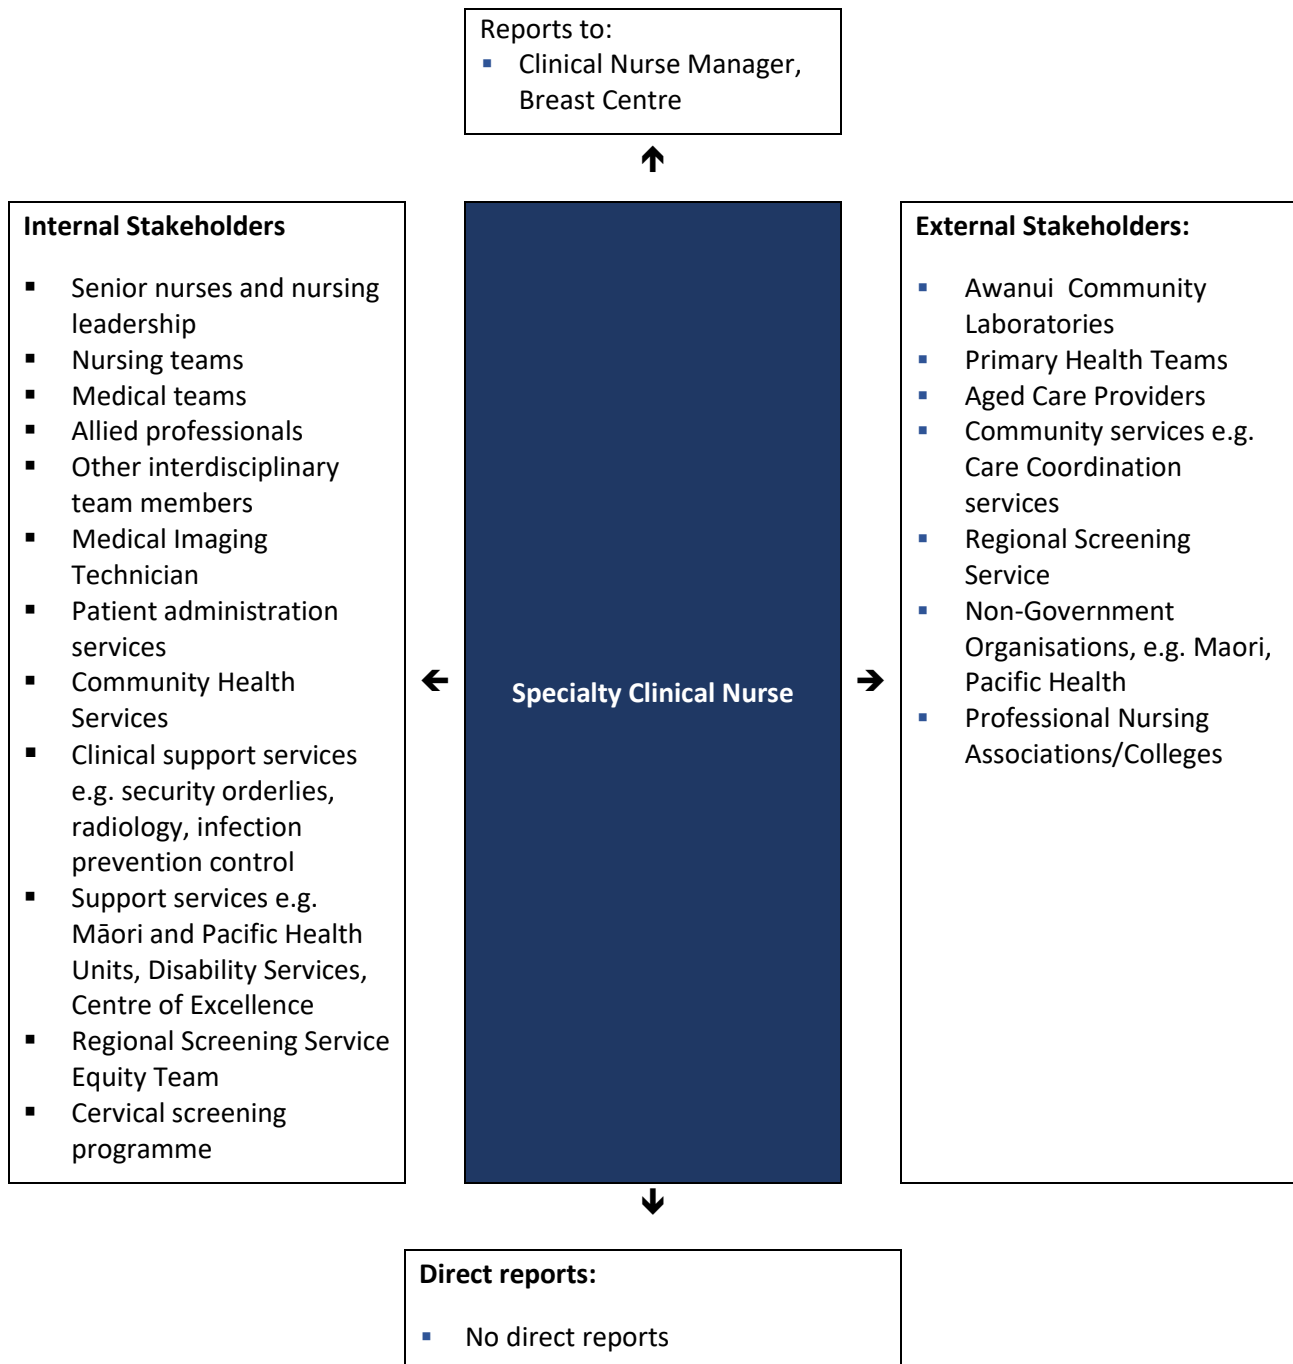 Reports to:
▪ Clinical Nurse Manager,
Breast Centre
Internal Stakeholders
▪ Senior nurses and nursing
leadership
▪ Nursing teams
▪ Medical teams
▪ Allied professionals
▪ Other interdisciplinary
team members
▪ Medical Imaging
Technician
▪ Patient administration
services
▪ Community Health
Services
▪ Clinical support services
e.g. security orderlies,
radiology, infection
prevention control
▪ Support services e.g.
Māori and Pacific Health
Units, Disability Services,
Centre of Excellence
▪ Regional Screening Service
Equity Team
▪ Cervical screening
programme
Specialty Clinical Nurse
External Stakeholders:
▪ Awanui  Community
Laboratories
▪ Primary Health Teams
▪ Aged Care Providers
▪ Community services e.g.
Care Coordination
services
▪ Regional Screening
Service
▪ Non-Government
Organisations, e.g. Maori,
Pacific Health
▪ Professional Nursing
Associations/Colleges
Direct reports:
▪ No direct reports